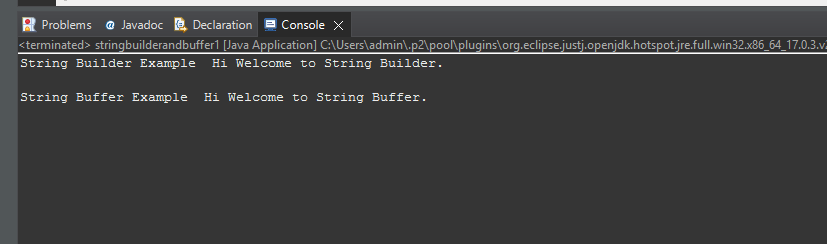 Problems @ Javadoc Declaration Console
<terminated> stringbuilderandbuffer1 [Java Application] C:\Users\admin\.p2\pool\plugins\org.eclipse.justj.openjdk.hotspot.jre.full.win32.x86_64_17.0.3.v2
String Builder Example  Hi Welcome to String Builder.
String Buffer Example  Hi Welcome to String Buffer.